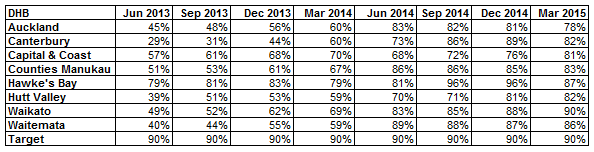 DHB Jun 2013 Sep 2013 Dec 2013 Mar 2014 Jun 2014 Sep 2014 Dec 2014 Mar 2015
Auckland 45% 48% 56% 60% 83% 82% 81% 78%
Canterbury 29% 31% 44% 60% 73% 86% 89% 82%
Capital & Coast 57% 61% 68% 70% 68% 72% 76% 81%
Counties Manukau 51% 53% 61% 67% 86% 86% 85% 83%
Hawke's Bay 79% 81% 83% 79% 81% 96% 96% 87%
Hutt Valley 39% 51% 53% 59% 70% 71% 81% 82%
Waikato 49% 52% 62% 69% 83% 85% 88% 90%
Waitemata 40% 44% 55% 59% 89% 88% 87% 86%
Target 90% 90% 90% 90% 90% 90% 90% 90%